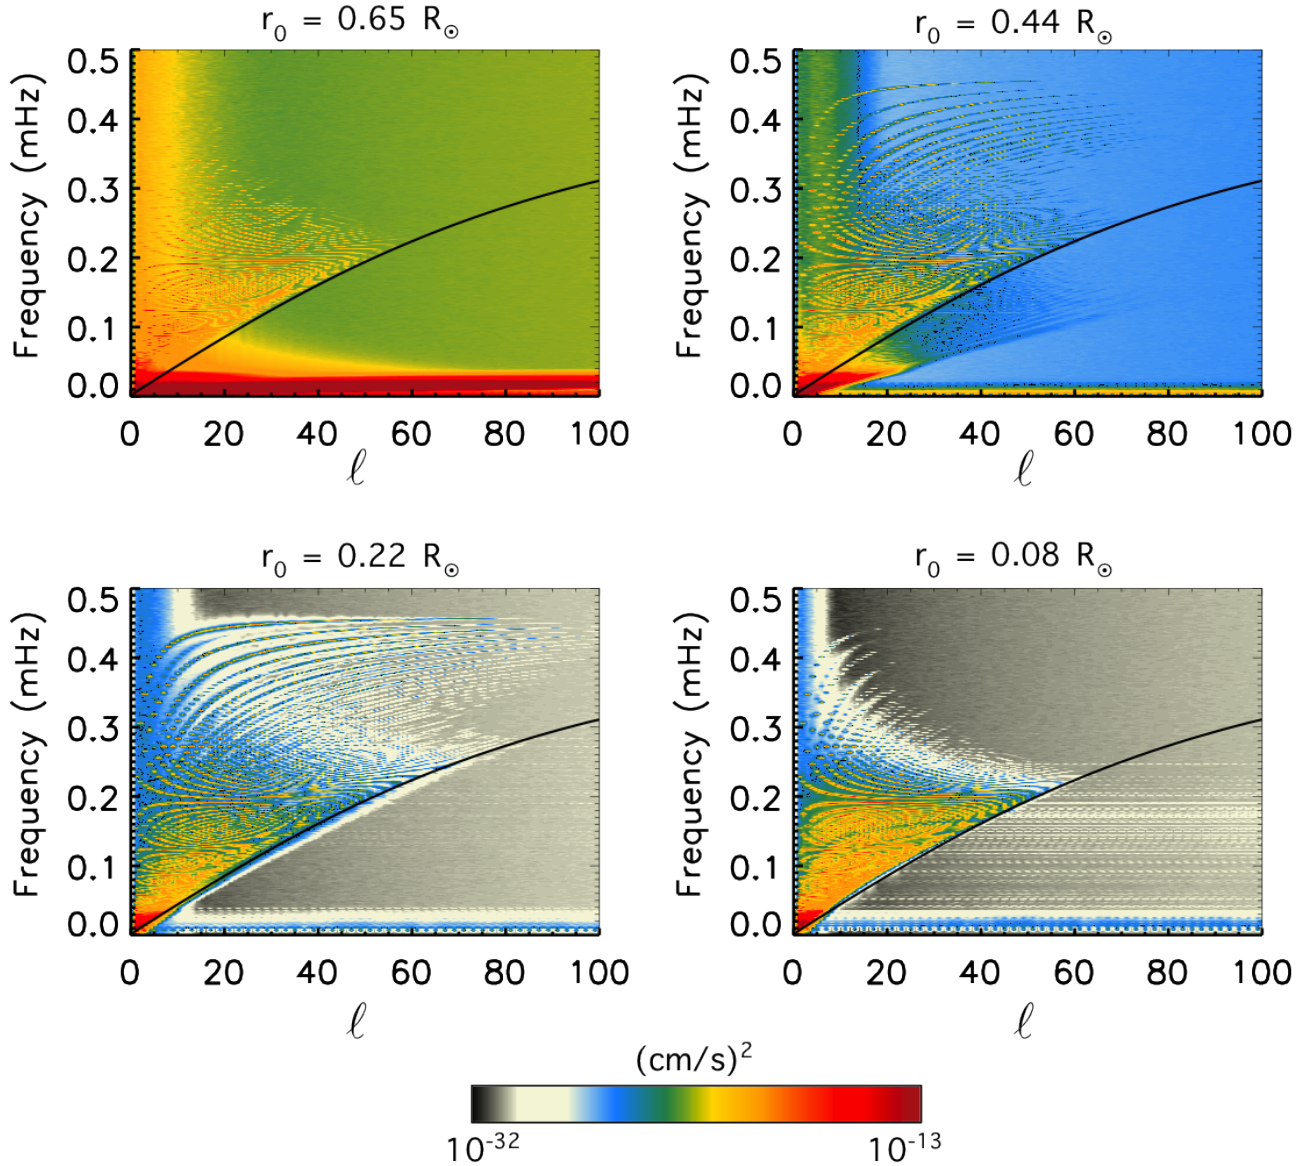 r₀ = 0.65 R☉
r₀ = 0.44 R☉
Frequency (mHz)
0.5
0.4
0.3
0.2
0.1
0.0
0 20 40 60 80 100
ℓ
Frequency (mHz)
0.5
0.4
0.3
0.2
0.1
0.0
0 20 40 60 80 100
ℓ
r₀ = 0.22 R☉
r₀ = 0.08 R☉
Frequency (mHz)
0.5
0.4
0.3
0.2
0.1
0.0
0 20 40 60 80 100
ℓ
Frequency (mHz)
0.5
0.4
0.3
0.2
0.1
0.0
0 20 40 60 80 100
ℓ
(cm/s)²
10⁻³² 10⁻¹³